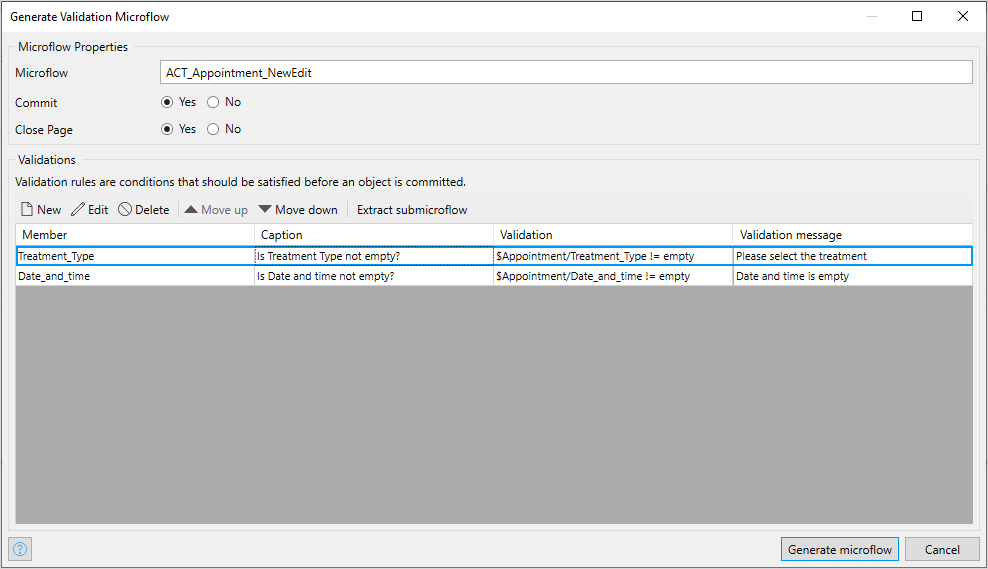 Generate Validation Microflow
Microflow Properties
Microflow ACT_Appointment_NewEdit
Commit Yes No
Close Page Yes No
Validations
Validation rules are conditions that should be satisfied before an object is committed.
New Edit Delete Move up Move down Extract submicroflow
Member Caption Validation Validation message
Treatment_Type Is Treatment Type not empty? $Appointment/Treatment_Type != empty Please select the treatment
Date_and_time Is Date and time not empty? $Appointment/Date_and_time != empty Date and time is empty
? Generate microflow Cancel